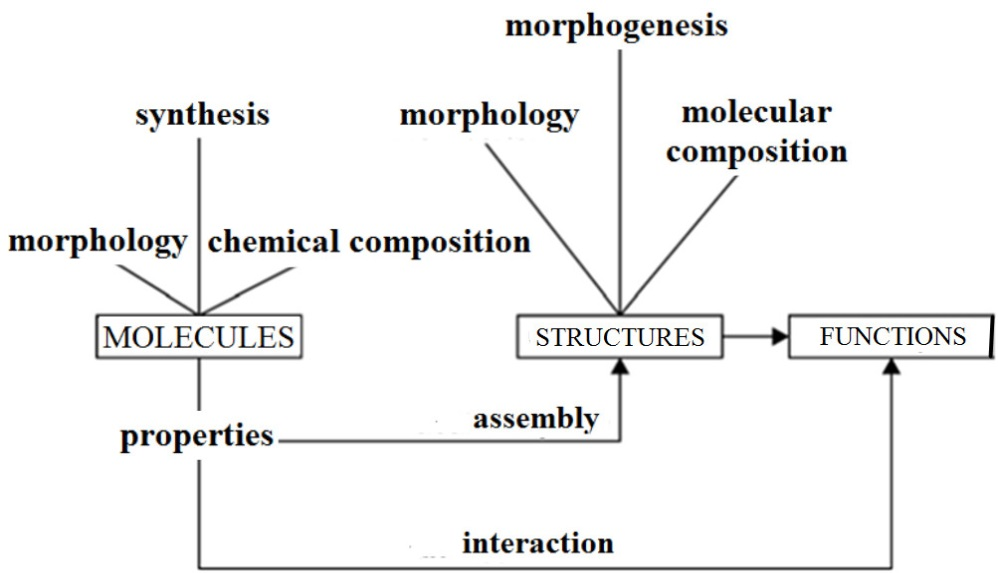 morphogenesis
synthesis
morphology
molecular
composition
morphology
chemical composition
MOLECULES
STRUCTURES
FUNCTIONS
assembly
properties
interaction